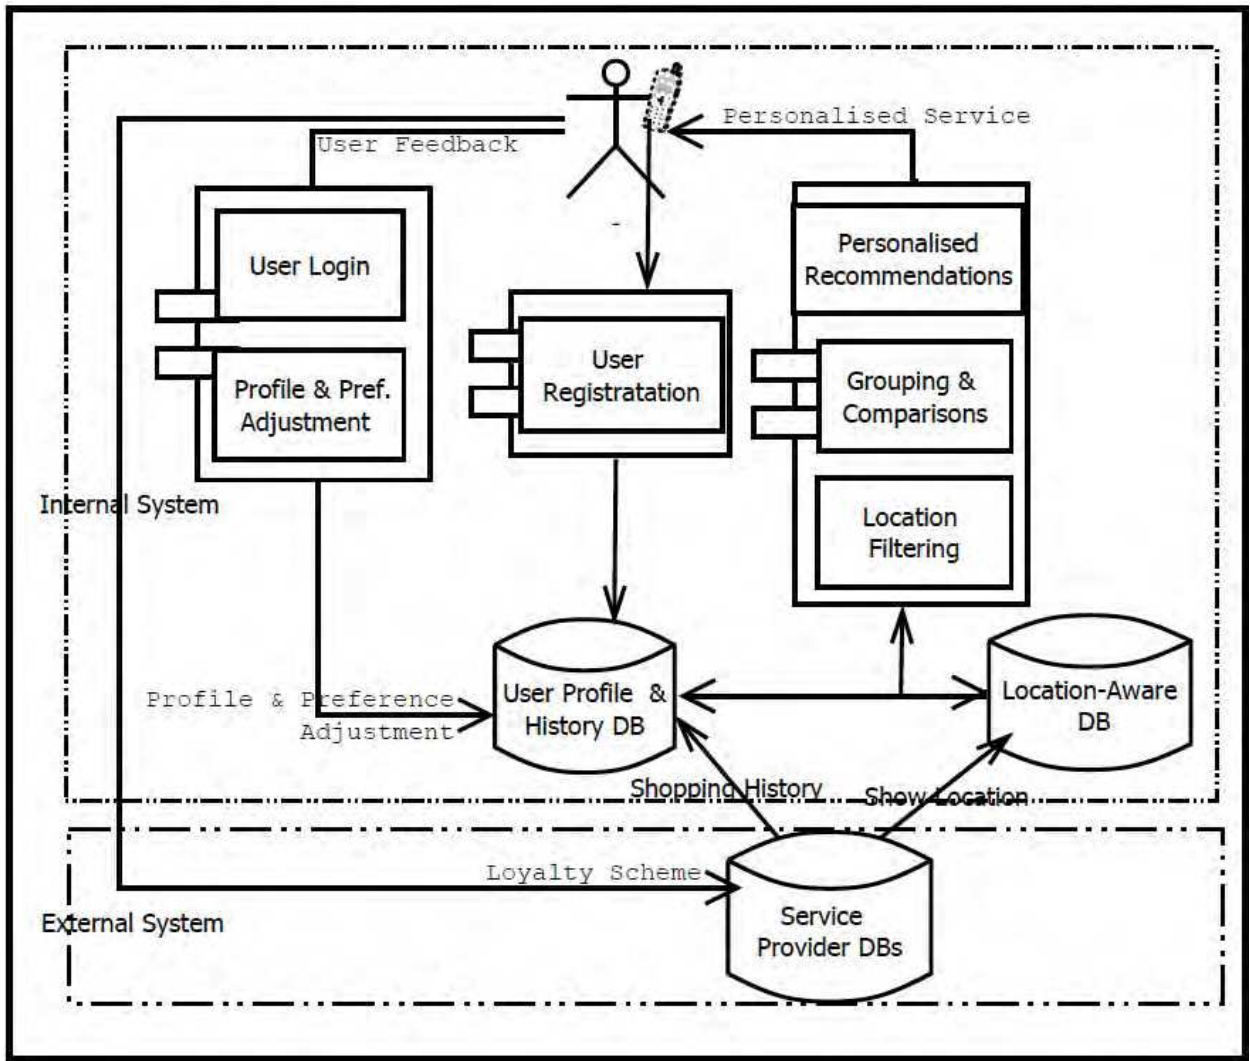 Personalised Service
User Feedback
User Login
Profile & Pref.
Adjustment
User
Registratation
Personalised
Recommendations
Grouping &
Comparisons
Location
Filtering
Internal System
Profile & Preference
Adjustment
User Profile &
History DB
Location-Aware
DB
Shopping History
Show Location
Loyalty Scheme
External System
Service
Provider DBs